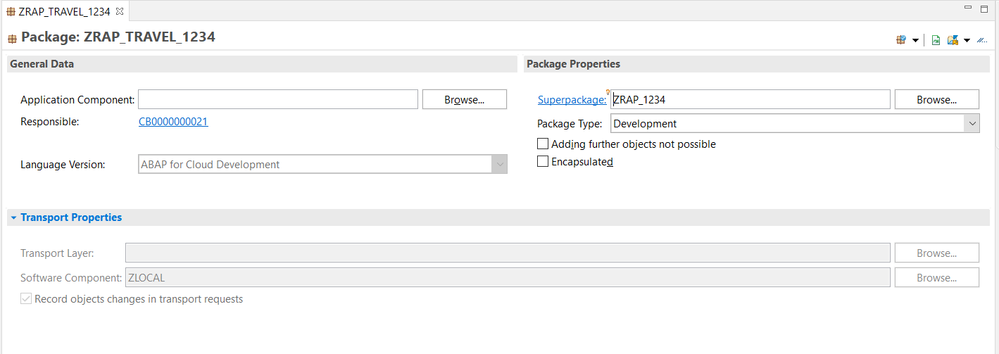 ZRAP_TRAVEL_1234
Package: ZRAP_TRAVEL_1234
General Data
Application Component: Browse...
Responsible: CB0000000021
Language Version: ABAP for Cloud Development
Package Properties
Superpackage: ZRAP_1234 Browse...
Package Type: Development
Adding further objects not possible
Encapsulated
Transport Properties
Transport Layer: Browse...
Software Component: ZLOCAL Browse...
Record objects changes in transport requests